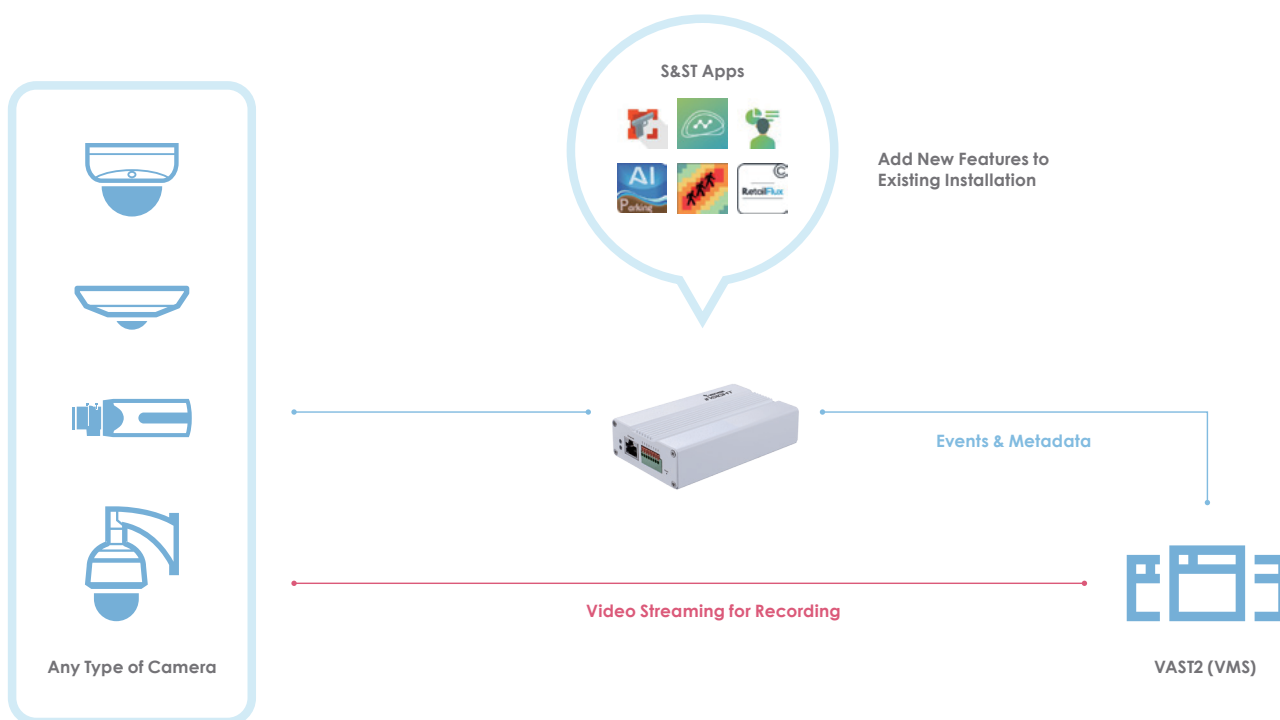 S&ST Apps
AI
Parking
C
RetailFlux
Add New Features to
Existing Installation
Events & Metadata
Video Streaming for Recording
Any Type of Camera
VAST2 (VMS)